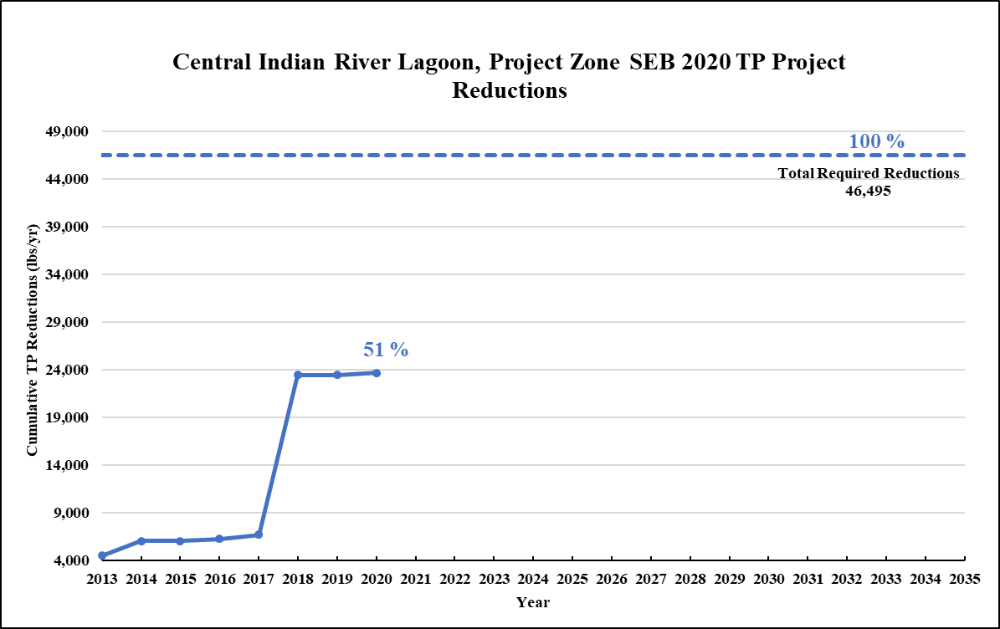 Central Indian River Lagoon, Project Zone SEB 2020 TP Project
Reductions
49,000
44,000
39,000
34,000
29,000
24,000
19,000
14,000
9,000
4,000
Cumulative TP Reductions (lbs/yr)
100 %
Total Required Reductions
46,495
51 %
2013 2014 2015 2016 2017 2018 2019 2020 2021 2022 2023 2024 2025 2026 2027 2028 2029 2030 2031 2032 2033 2034 2035
Year